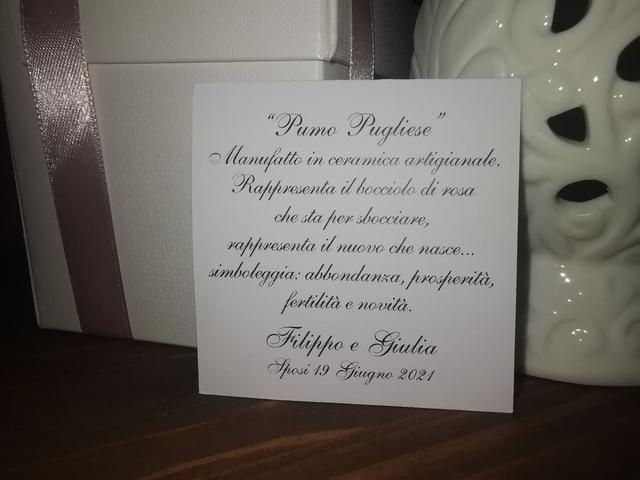 “Pumo Pugliese”
Manufatto in ceramica artigianale.
Rappresenta il bocciolo di rosa
che sta per sbocciare,
rappresenta il nuovo che nasce...
simboleggia: abbondanza, prosperità,
fertilità e novità.
Filippo e Giulia
Sposi 19 Giugno 2021